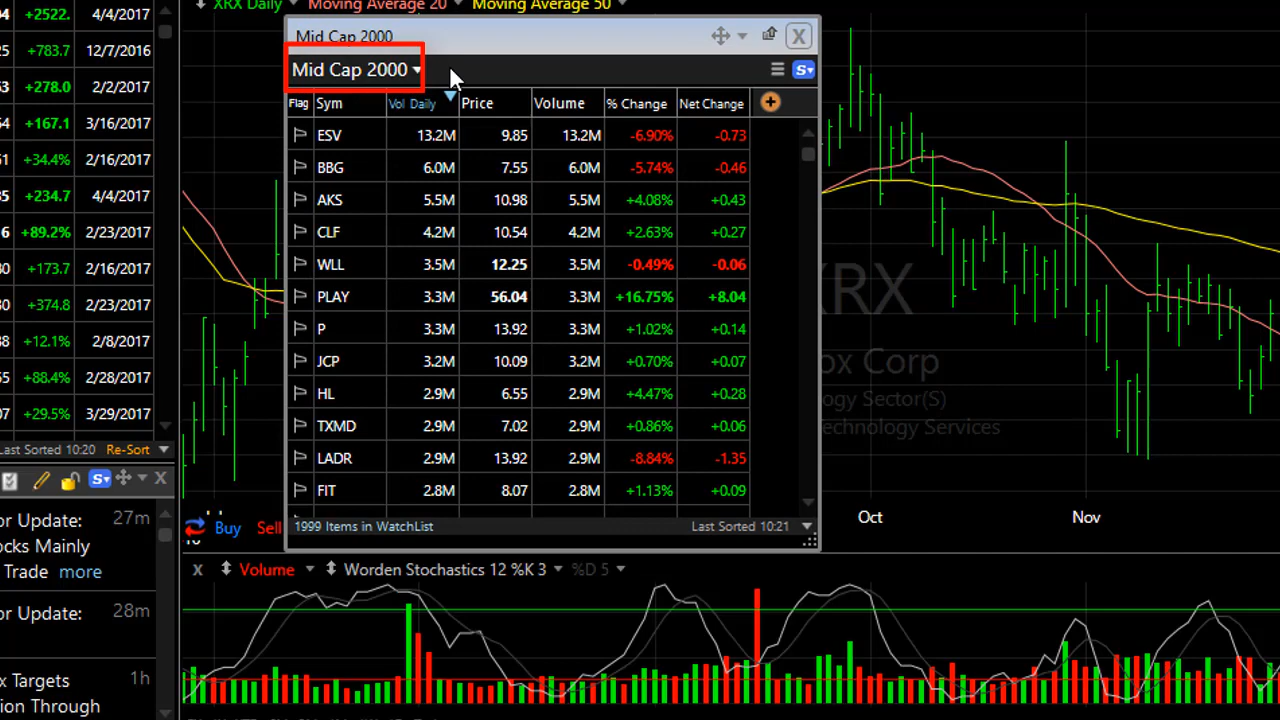 XRX Daily Moving Average 20 Moving Average 50
+2522. 4/4/2017
+783.7 12/7/2016
+278.0 2/2/2017
+167.1 3/16/2017
+34.4% 2/16/2017
+234.7 4/4/2017
+89.2% 2/23/2017
+173.7 2/16/2017
+374.8 2/23/2017
+12.1% 2/8/2017
+88.4% 2/28/2017
+29.5% 3/29/2017
Last Sorted 10:20 Re-Sort
or Update: 27m
ocks Mainly
Trade more
or Update: 28m
x Targets 1h
ion Through
Mid Cap 2000
Mid Cap 2000
Flag Sym Vol Daily Price Volume % Change Net Change
ESV 13.2M 9.85 13.2M -6.90% -0.73
BBG 6.0M 7.55 6.0M -5.74% -0.46
AKS 5.5M 10.98 5.5M +4.08% +0.43
CLF 4.2M 10.54 4.2M +2.63% +0.27
WLL 3.5M 12.25 3.5M -0.49% -0.06
PLAY 3.3M 56.04 3.3M +16.75% +8.04
P 3.3M 13.92 3.3M +1.02% +0.14
JCP 3.2M 10.09 3.2M +0.70% +0.07
HL 2.9M 6.55 2.9M +4.47% +0.28
TXMD 2.9M 7.02 2.9M +0.86% +0.06
LADR 2.9M 13.92 2.9M -8.84% -1.35
FIT 2.8M 8.07 2.8M +1.13% +0.09
1999 Items in WatchList Last Sorted 10:21
XRX
ox Corp
ogy Sector(S)
echnology Services
Buy Sell
Oct Nov
X Volume Worden Stochastics 12 %K 3 %D 5